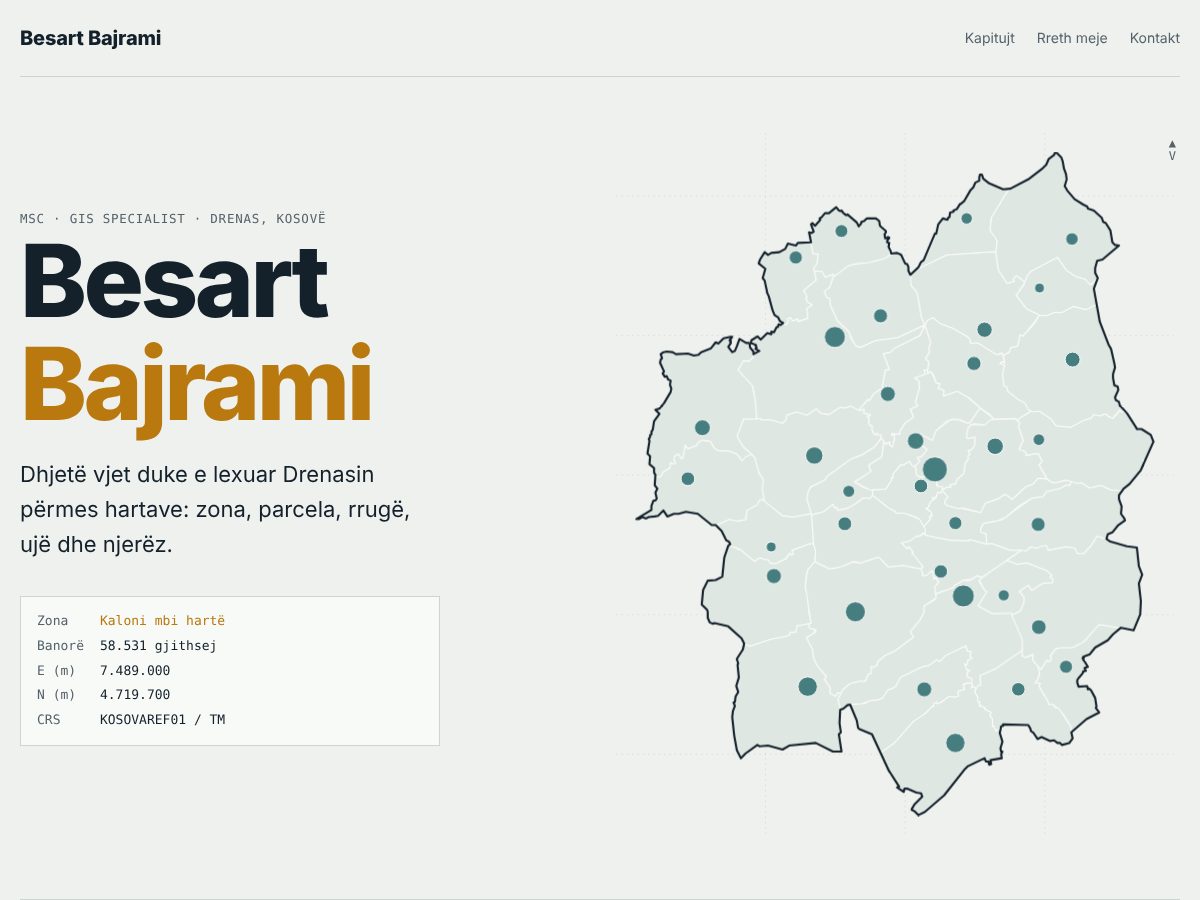 Besart Bajrami
Kapitujt Rreth meje Kontakt
MSC · GIS SPECIALIST · DRENAS, KOSOVË
Besart
Bajrami
Dhjetë vjet duke e lexuar Drenasin
përmes hartave: zona, parcela, rrugë,
ujë dhe njerëz.
Zona Kaloni mbi hartë
Banorë 58.531 gjithsej
E (m) 7.489.000
N (m) 4.719.700
CRS KOSOVAREF01 / TM
▲
V